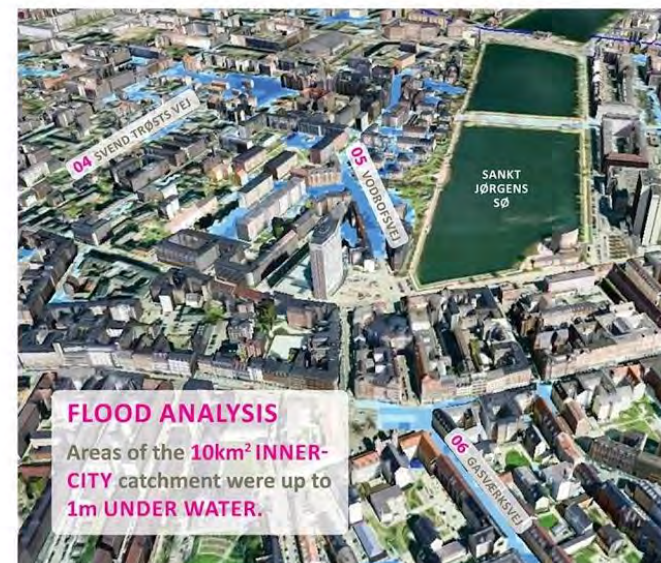 04 SVEND TRØSTS VEJ
05 VODROFSVEJ
SANKT
JØRGENS
SØ
FLOOD ANALYSIS
Areas of the 10km² INNER-
CITY catchment were up to
1m UNDER WATER.
06 GASVÆRKSVEJ